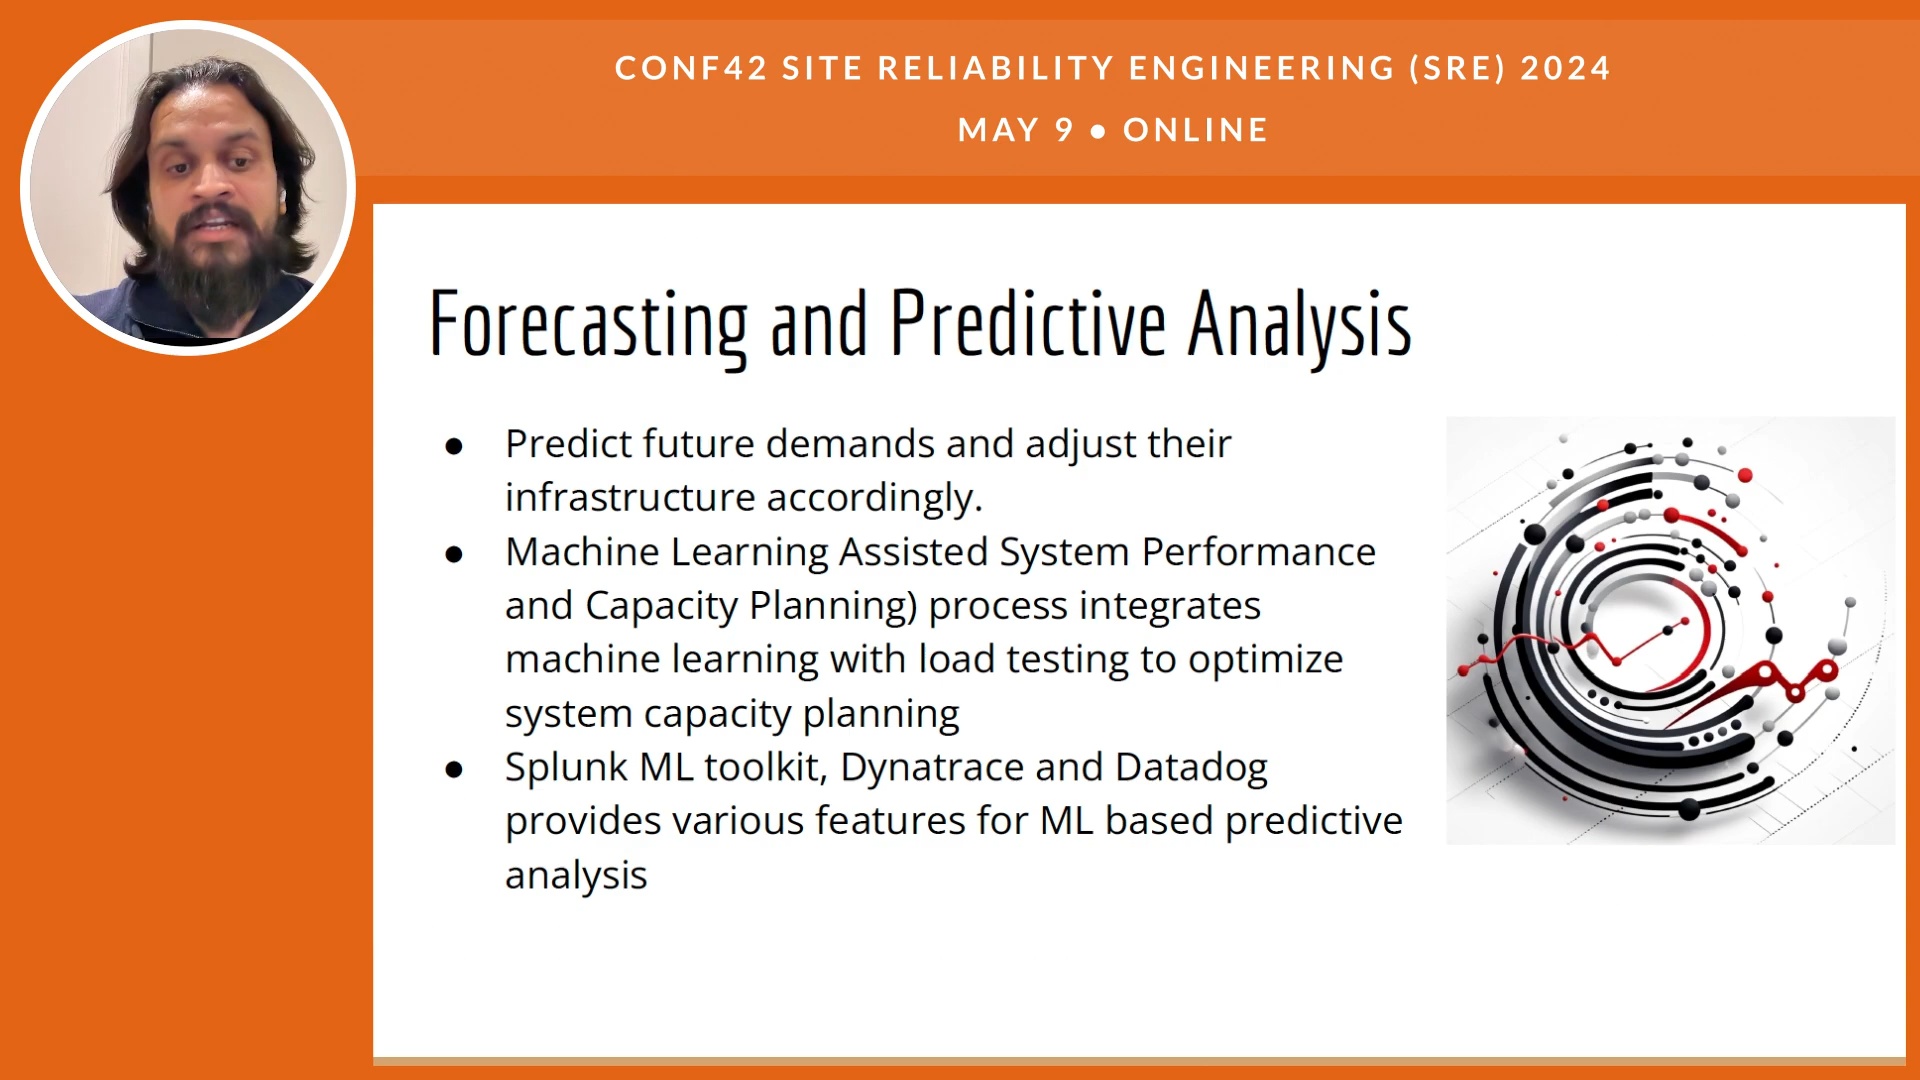 CONF42 SITE RELIABILITY ENGINEERING (SRE) 2024
MAY 9 • ONLINE
Forecasting and Predictive Analysis
● Predict future demands and adjust their
infrastructure accordingly.
● Machine Learning Assisted System Performance
and Capacity Planning) process integrates
machine learning with load testing to optimize
system capacity planning
● Splunk ML toolkit, Dynatrace and Datadog
provides various features for ML based predictive
analysis